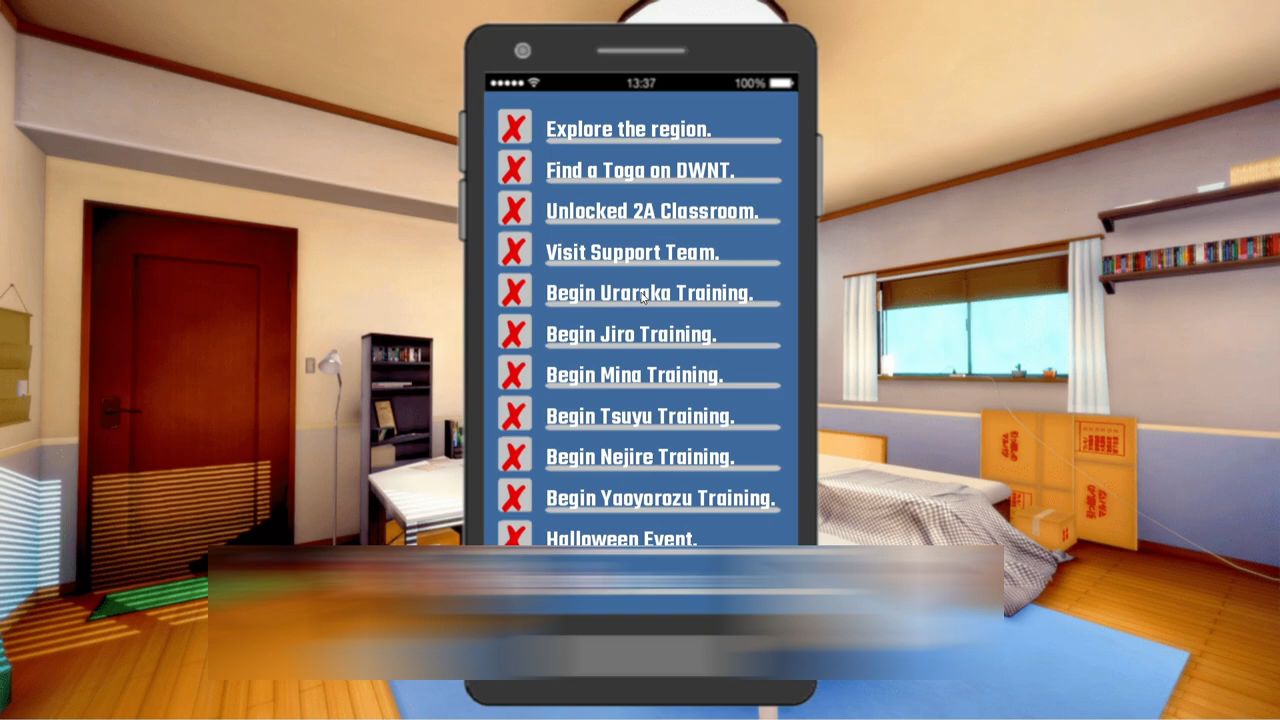 13:37
100%
Explore the region.
Find a Toga on DWNT.
Unlocked 2A Classroom.
Visit Support Team.
Begin Uraraka Training.
Begin Jiro Training.
Begin Mina Training.
Begin Tsuyu Training.
Begin Nejire Training.
Begin Yaoyorozu Training.
Halloween Event.